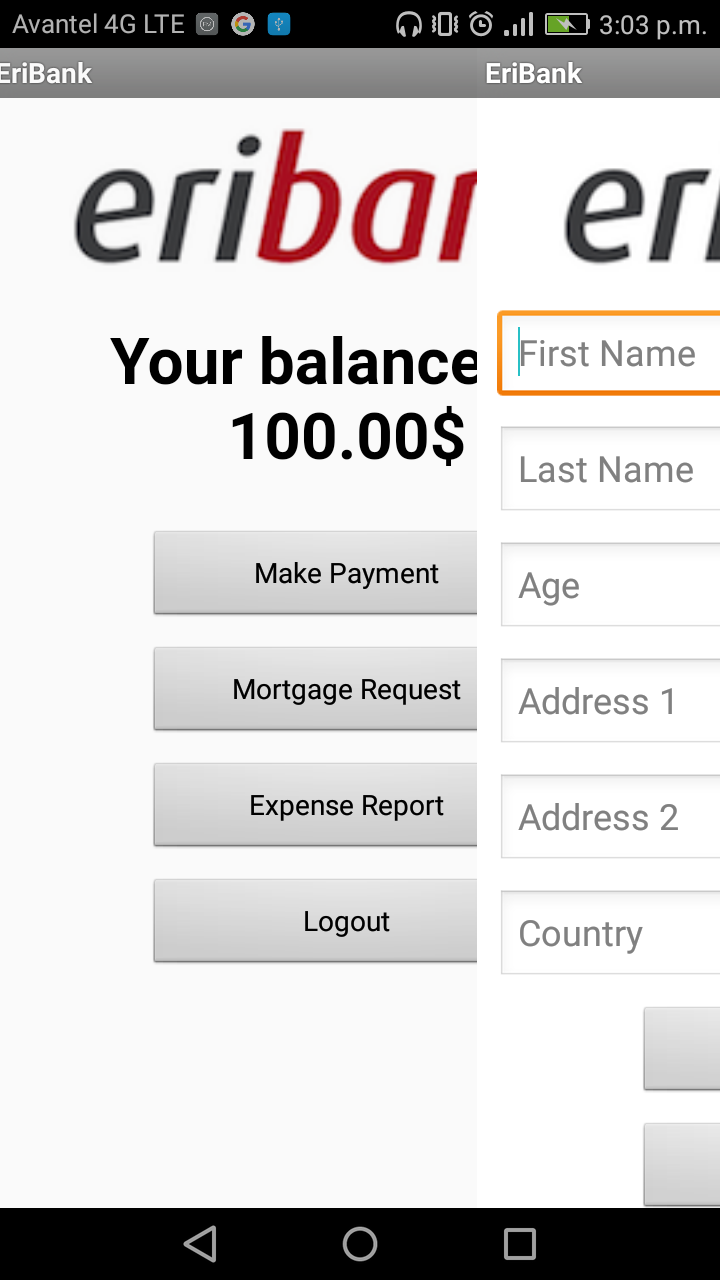 Avantel 4G LTE 3:03 p.m.
EriBank
eriban
Your balance
100.00$
Make Payment
Mortgage Request
Expense Report
Logout
EriBank
eri
First Name
Last Name
Age
Address 1
Address 2
Country